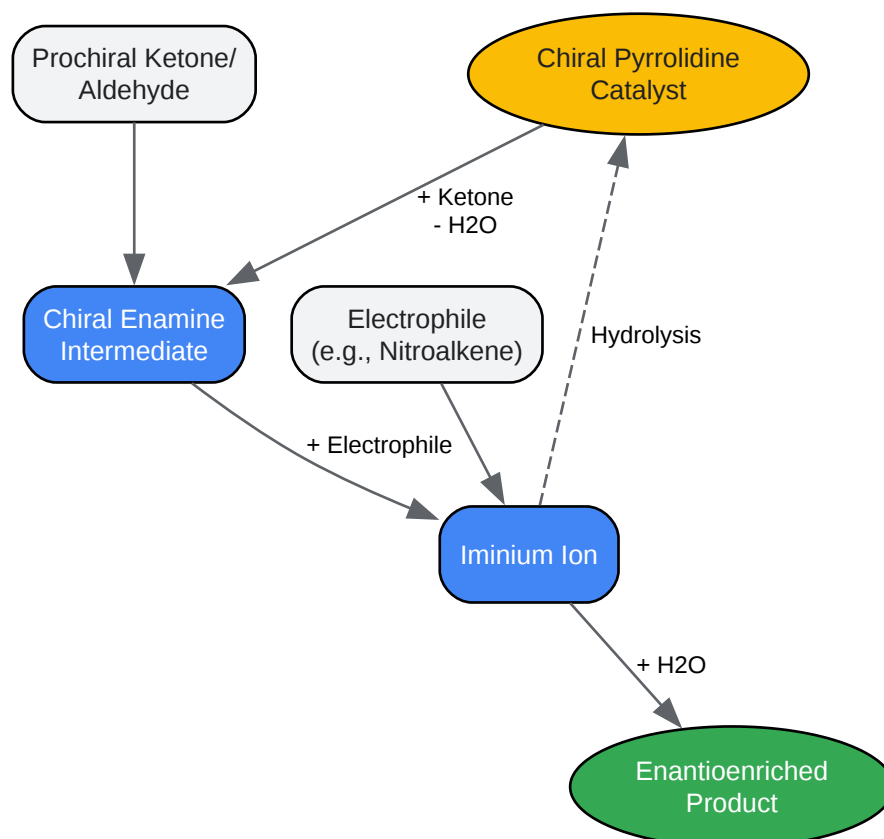 Prochiral Ketone/
Aldehyde
Chiral Pyrrolidine
Catalyst
+ Ketone
- H2O
Chiral Enamine
Intermediate
Electrophile
(e.g., Nitroalkene)
Hydrolysis
+ Electrophile
Iminium Ion
+ H2O
Enantioenriched
Product